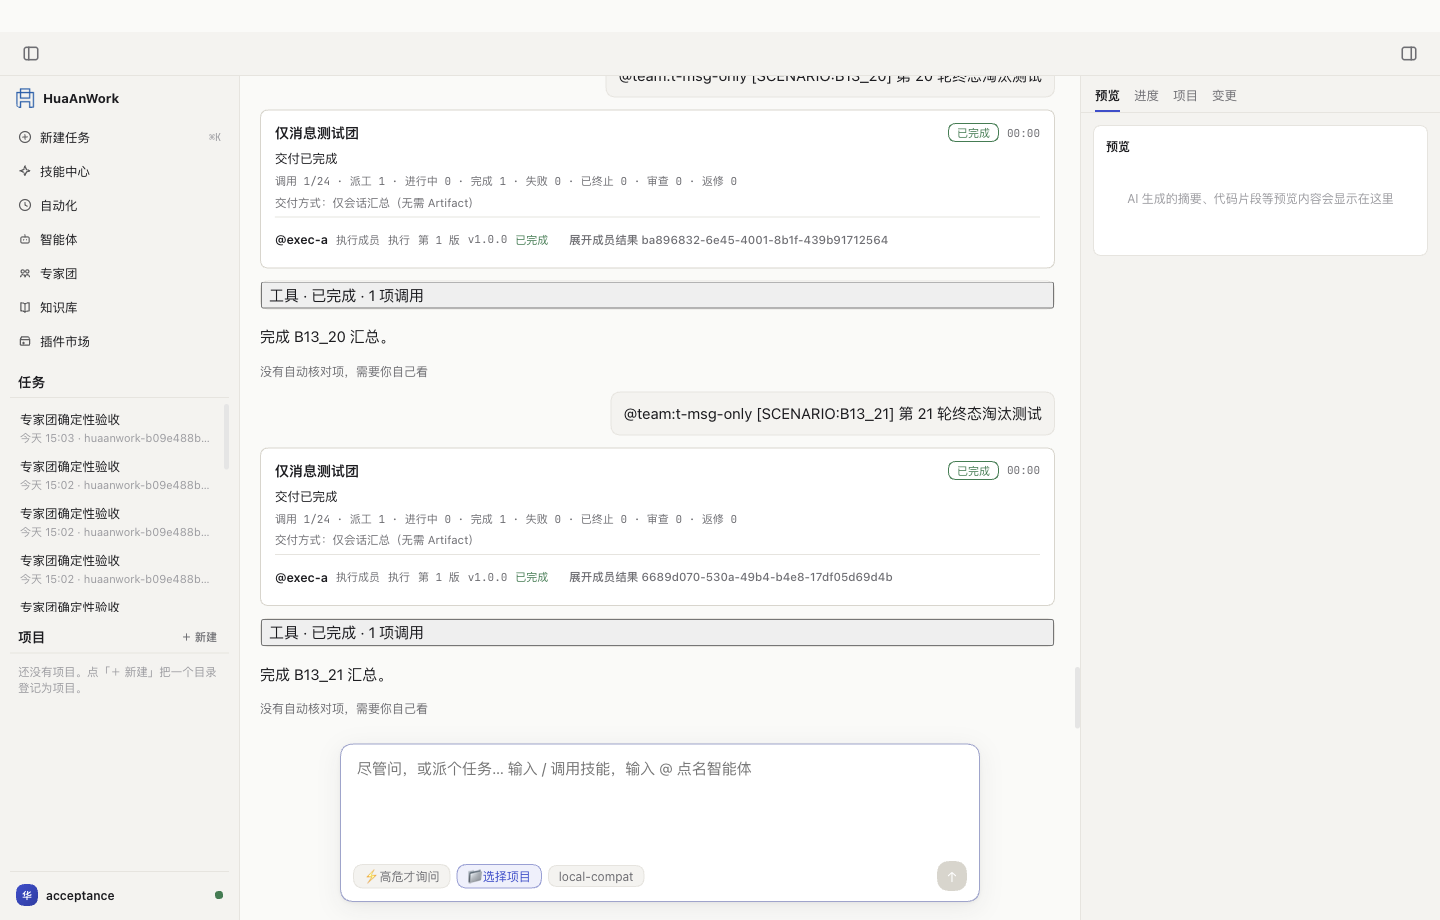 HuaAnWork
新建任务 ⌘K
技能中心
自动化
智能体
专家团
知识库
插件市场
任务
专家团确定性验收
今天 15:03 · huaanwork-b09e488b...
专家团确定性验收
今天 15:02 · huaanwork-b09e488b...
专家团确定性验收
今天 15:02 · huaanwork-b09e488b...
专家团确定性验收
今天 15:02 · huaanwork-b09e488b...
专家团确定性验收
项目 + 新建
还没有项目。点「+ 新建」把一个目录
登记为项目。
华 acceptance
@team:t-msg-only [SCENARIO:B13_20] 第 20 轮终态淘汰测试
仅消息测试团 已完成 00:00
交付已完成
调用 1/24 · 派工 1 · 进行中 0 · 完成 1 · 失败 0 · 已终止 0 · 审查 0 · 返修 0
交付方式：仅会话汇总（无需 Artifact）
@exec-a 执行成员 执行 第 1 版 v1.0.0 已完成 展开成员结果 ba896832-6e45-4001-8b1f-439b91712564
工具 · 已完成 · 1 项调用
完成 B13_20 汇总。
没有自动核对项，需要你自己看
@team:t-msg-only [SCENARIO:B13_21] 第 21 轮终态淘汰测试
仅消息测试团 已完成 00:00
交付已完成
调用 1/24 · 派工 1 · 进行中 0 · 完成 1 · 失败 0 · 已终止 0 · 审查 0 · 返修 0
交付方式：仅会话汇总（无需 Artifact）
@exec-a 执行成员 执行 第 1 版 v1.0.0 已完成 展开成员结果 6689d070-530a-49b4-b4e8-17df05d69d4b
工具 · 已完成 · 1 项调用
完成 B13_21 汇总。
没有自动核对项，需要你自己看
尽管问，或派个任务... 输入 / 调用技能，输入 @ 点名智能体
⚡高危才询问 选择项目 local-compat
预览 进度 项目 变更
预览
AI 生成的摘要、代码片段等预览内容会显示在这里